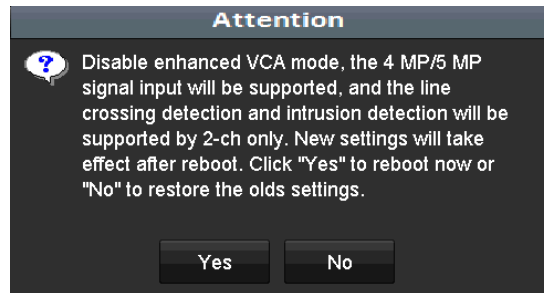 Attention
Disable enhanced VCA mode, the 4 MP/5 MP
signal input will be supported, and the line
crossing detection and intrusion detection will be
supported by 2-ch only. New settings will take
effect after reboot. Click "Yes" to reboot now or
"No" to restore the olds settings.
Yes No